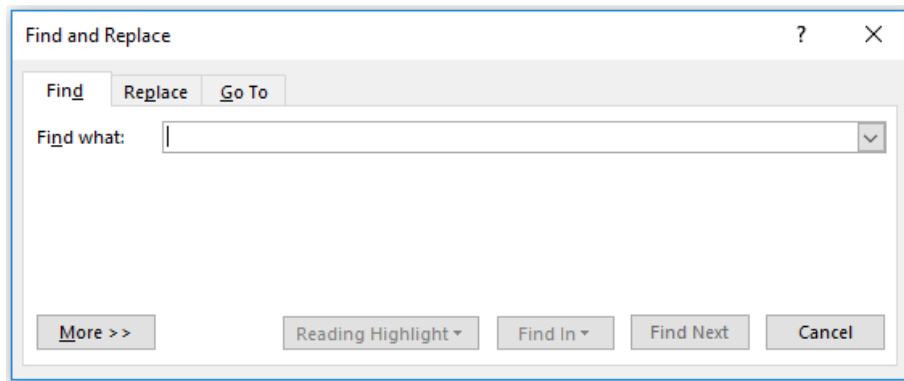 Find and Replace ?
Find Replace Go To
Find what:
More >> Reading Highlight Find In Find Next Cancel